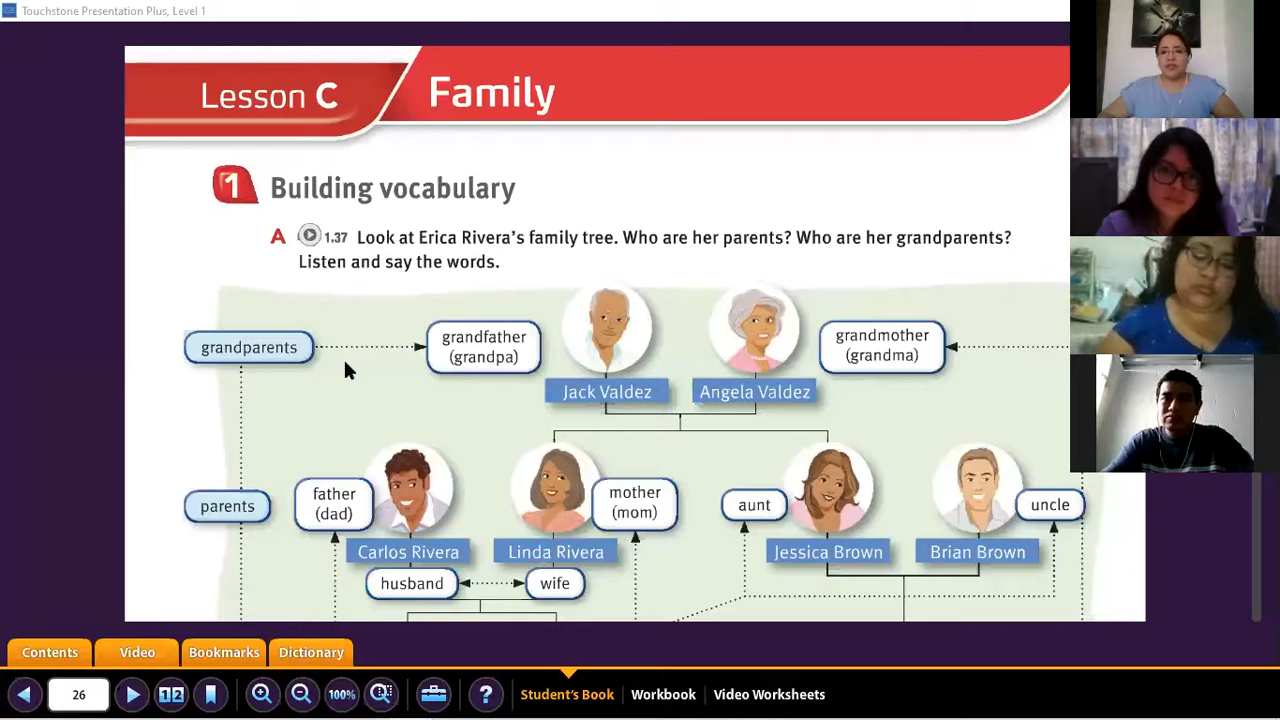 Touchstone Presentation Plus, Level 1
Lesson C
Family
1 Building vocabulary
A 1.37 Look at Erica Rivera's family tree. Who are her parents? Who are her grandparents?
Listen and say the words.
grandparents
grandfather
(grandpa)
grandmother
(grandma)
Jack Valdez
Angela Valdez
parents
father
(dad)
mother
(mom)
aunt
uncle
Carlos Rivera
Linda Rivera
Jessica Brown
Brian Brown
husband
wife
Contents
Video
Bookmarks
Dictionary
26
12
100%
?
Student's Book
Workbook
Video Worksheets